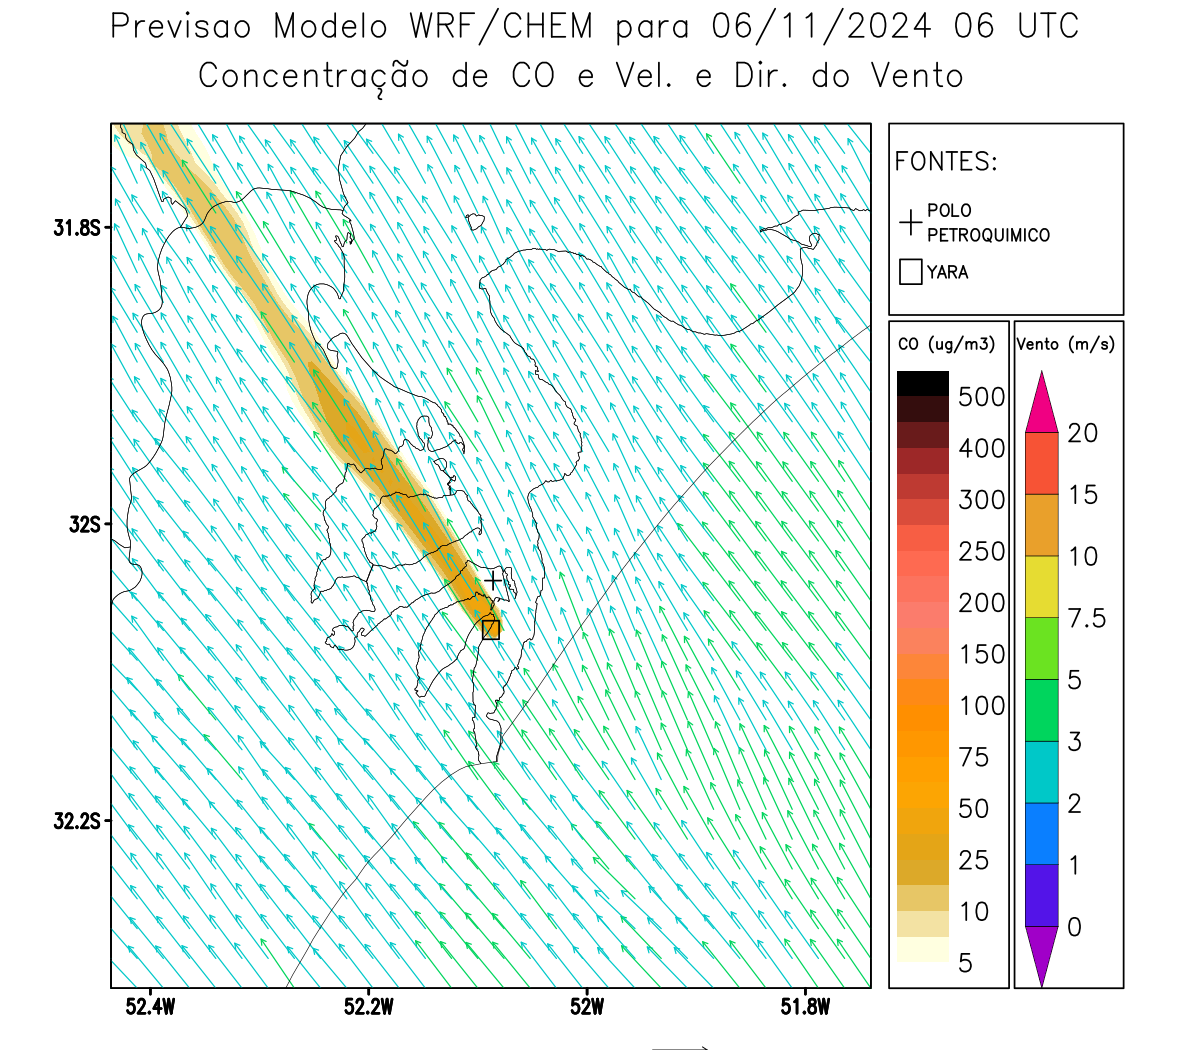 Previsao Modelo WRF/CHEM para 06/11/2024 06 UTC
Concentração de CO e Vel. e Dir. do Vento
FONTES:
POLO
PETROQUIMICO
YARA
CO (ug/m3)
500
400
300
250
200
150
100
75
50
25
10
5
Vento (m/s)
20
15
10
7.5
5
3
2
1
0
31.8S
32S
32.2S
52.4W 52.2W 52W 51.8W